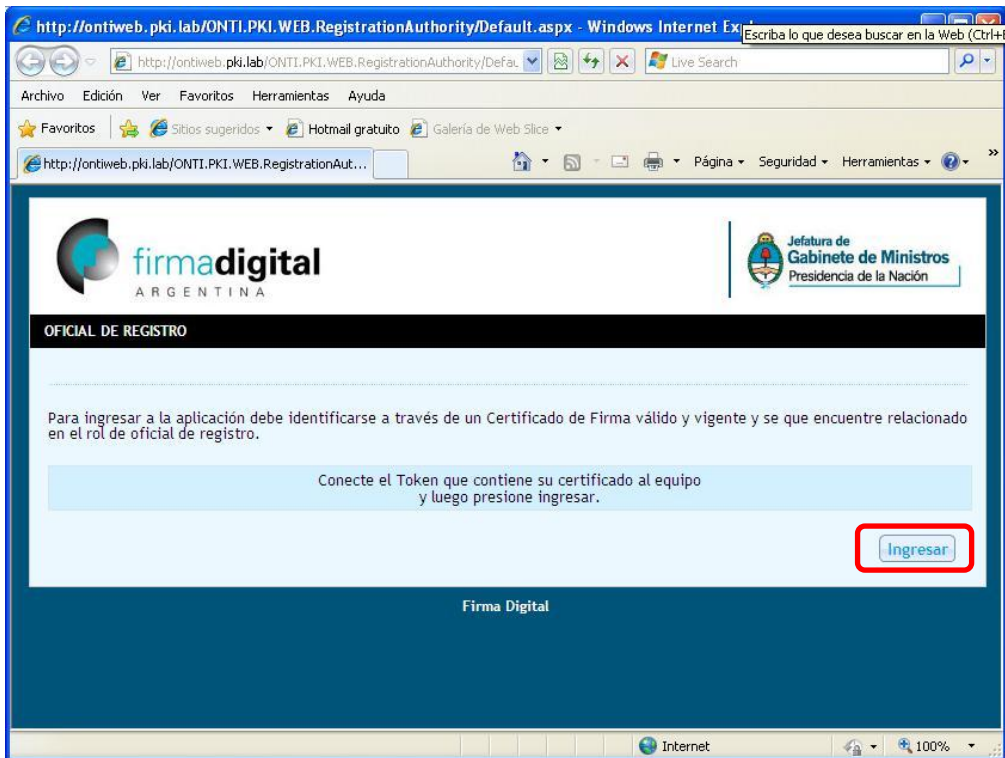 http://ontiweb.pki.lab/ONTI.PKI.WEB.RegistrationAuthority/Default.aspx - Windows Internet Exp
Escriba lo que desea buscar en la Web (Ctrl+E
http://ontiweb.pki.lab/ONTI.PKI.WEB.RegistrationAuthority/Defau
Live Search
Archivo Edición Ver Favoritos Herramientas Ayuda
Favoritos Sitios sugeridos Hotmail gratuito Galería de Web Slice
http://ontiweb.pki.lab/ONTI.PKI.WEB.RegistrationAut...
Página Seguridad Herramientas »
firmadigital
ARGENTINA
Jefatura de
Gabinete de Ministros
Presidencia de la Nación
OFICIAL DE REGISTRO
Para ingresar a la aplicación debe identificarse a través de un Certificado de Firma válido y vigente y se que encuentre relacionado
en el rol de oficial de registro.
Conecte el Token que contiene su certificado al equipo
y luego presione ingresar.
Ingresar
Firma Digital
Internet
100%